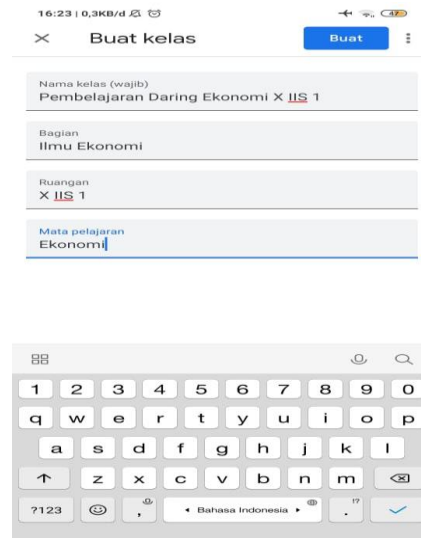 16:23 | 0,3KB/d
42
Buat kelas
Buat
Nama kelas (wajib)
Pembelajaran Daring Ekonomi X IIS 1
Bagian
Ilmu Ekonomi
Ruangan
X IIS 1
Mata pelajaran
Ekonomi
1 2 3 4 5 6 7 8 9 0
q w e r t y u i o p
a s d f g h j k l
z x c v b n m
?123 , Bahasa Indonesia . !?